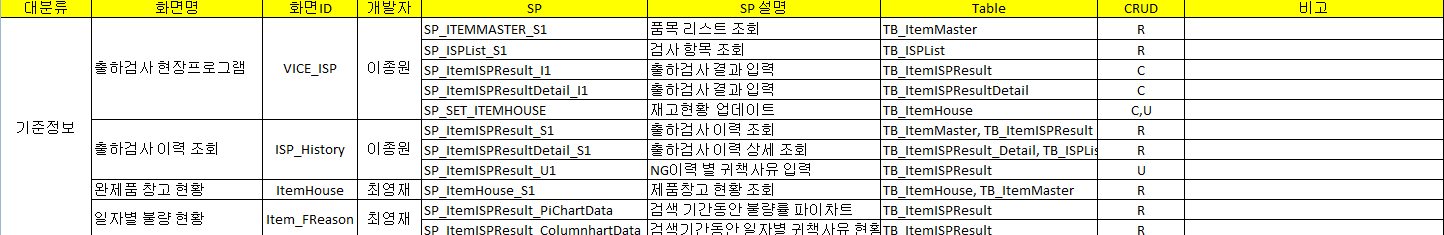 대분류 화면명 화면ID 개발자 SP SP 설명 Table CRUD 비고
SP_ITEMMASTER_S1 품목 리스트 조회 TB_ItemMaster R
SP_ISPList_S1 검사 항목 조회 TB_ISPList R
출하검사 현장프로그램 VICE_ISP 이종원 SP_ItemISPResult_I1 출하검사 결과 입력 TB_ItemISPResult C
SP_ItemISPResultDetail_I1 출하검사 결과 입력 TB_ItemISPResultDetail C
SP_SET_ITEMHOUSE 재고현황 업데이트 TB_ItemHouse C,U
기준정보 SP_ItemISPResult_S1 출하검사 이력 조회 TB_ItemMaster, TB_ItemISPResult R
출하검사 이력 조회 ISP_History 이종원 SP_ItemISPResultDetail_S1 출하검사 이력 상세 조회 TB_ItemISPResult_Detail, TB_ISPLis R
SP_ItemISPResult_U1 NG이력 별 귀책사유 입력 TB_ItemISPResult U
완제품 창고 현황 ItemHouse 최영재 SP_ItemHouse_S1 제품창고 현황 조회 TB_ItemHouse, TB_ItemMaster R
일자별 불량 현황 Item_FReason 최영재 SP_ItemISPResult_PiChartData 검색 기간동안 불량률 파이차트 TB_ItemISPResult R
SP_ItemISPResult_ColumnhartData 검색기간동안 일자별 귀책사유 현황 TB_ItemISPResult R